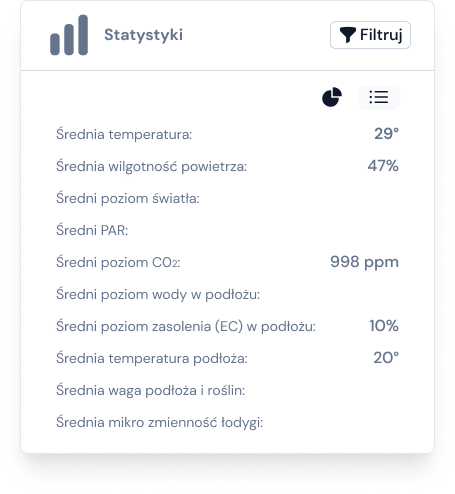 Statystyki
Filtruj
Średnia temperatura: 29°
Średnia wilgotność powietrza: 47%
Średni poziom światła:
Średni PAR:
Średni poziom CO₂: 998 ppm
Średni poziom wody w podłożu:
Średni poziom zasolenia (EC) w podłożu: 10%
Średnia temperatura podłoża: 20°
Średnia waga podłoża i roślin:
Średnia mikro zmienność łodygi: